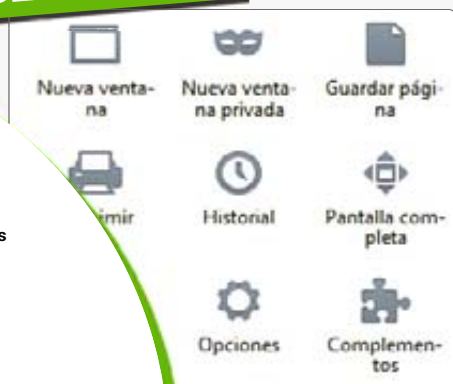 Nueva venta-
na
Nueva venta-
na privada
Guardar pági-
na
Historial
Pantalla com-
pleta
Opciones
Complemen-
tos